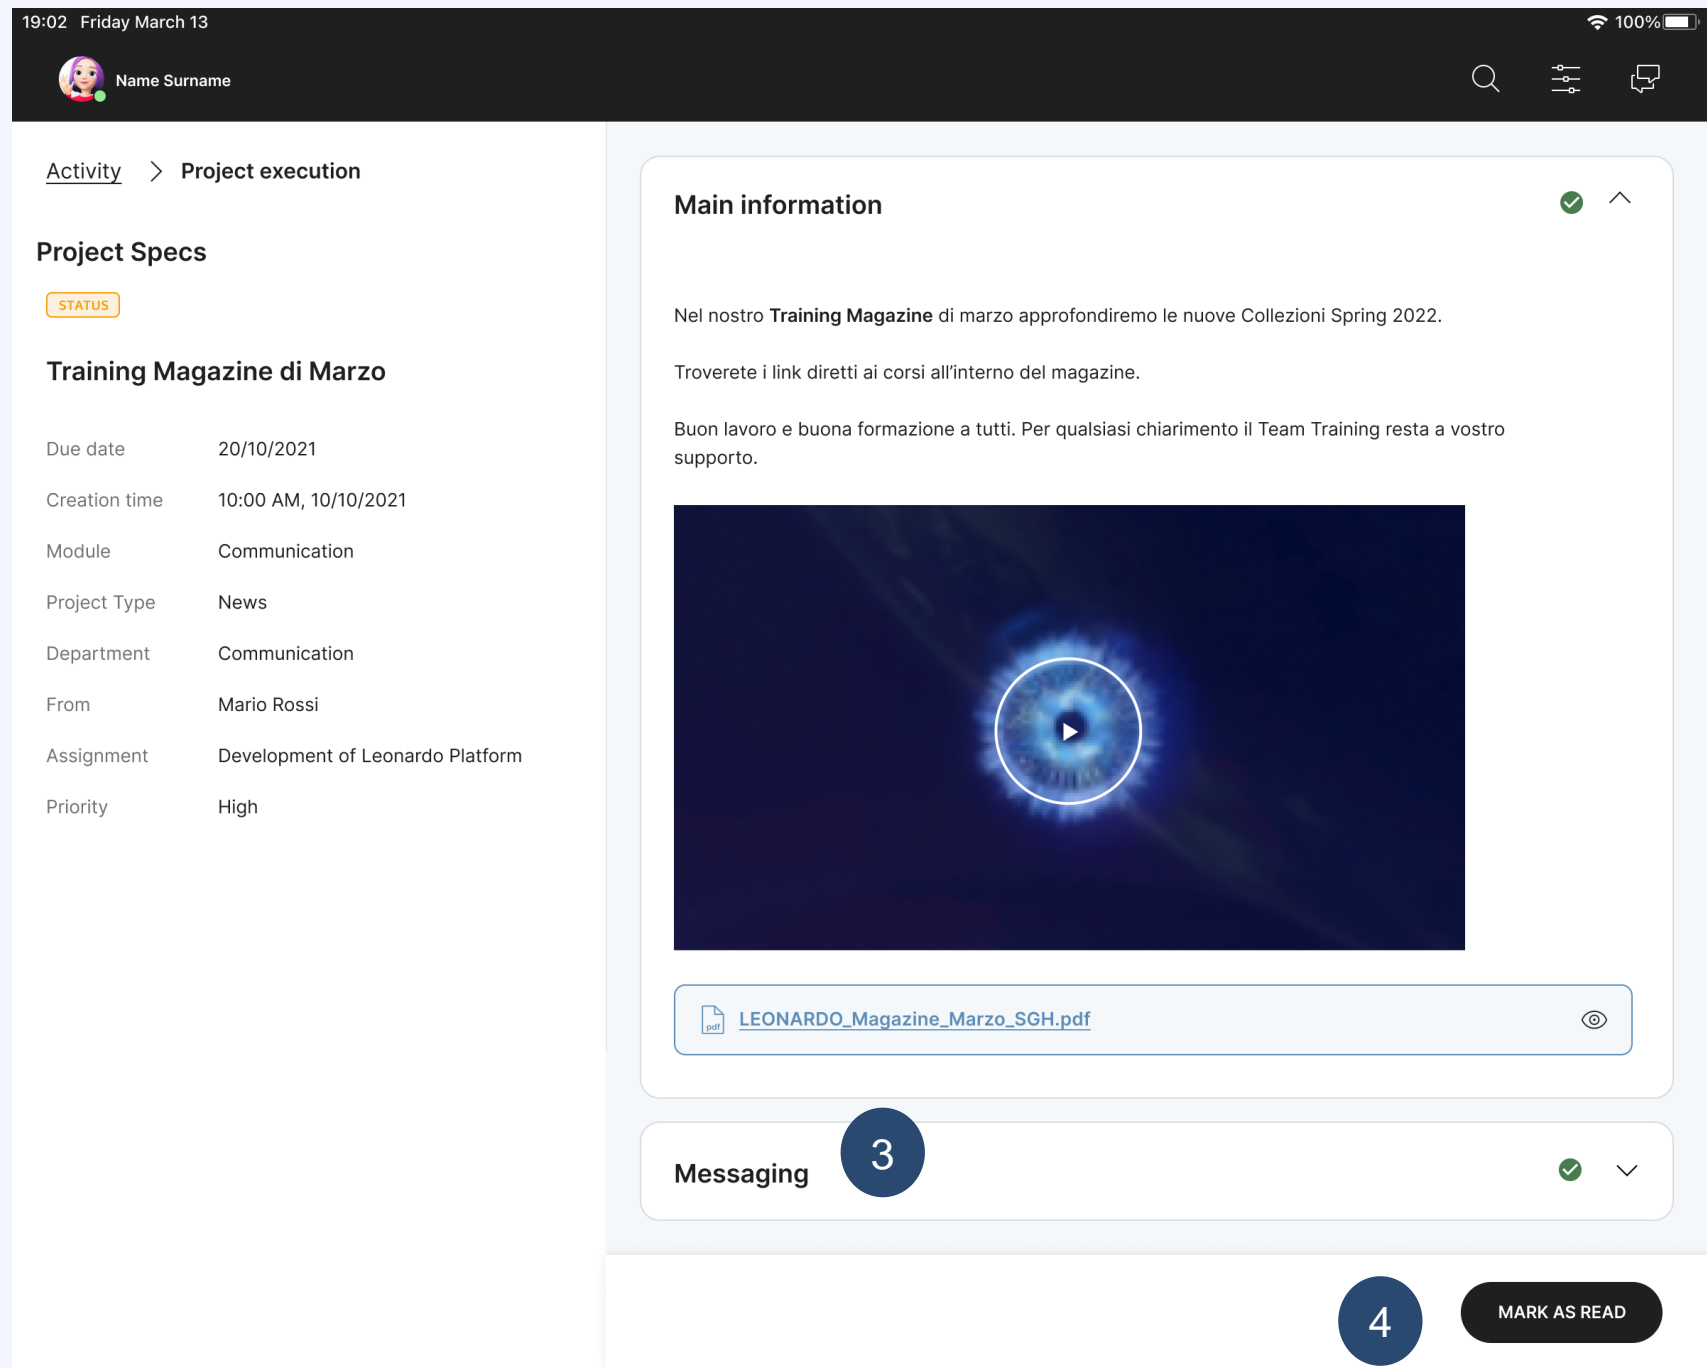 19:02 Friday March 13
100%
Name Surname
Activity
Project execution
Project Specs
STATUS
Training Magazine di Marzo
Due date 20/10/2021
Creation time 10:00 AM, 10/10/2021
Module Communication
Project Type News
Department Communication
From Mario Rossi
Assignment Development of Leonardo Platform
Priority High
Main information
Nel nostro Training Magazine di marzo approfondiremo le nuove Collezioni Spring 2022.
Troverete i link diretti ai corsi all’interno del magazine.
Buon lavoro e buona formazione a tutti. Per qualsiasi chiarimento il Team Training resta a vostro
supporto.
pdf
LEONARDO_Magazine_Marzo_SGH.pdf
Messaging
3
4
MARK AS READ